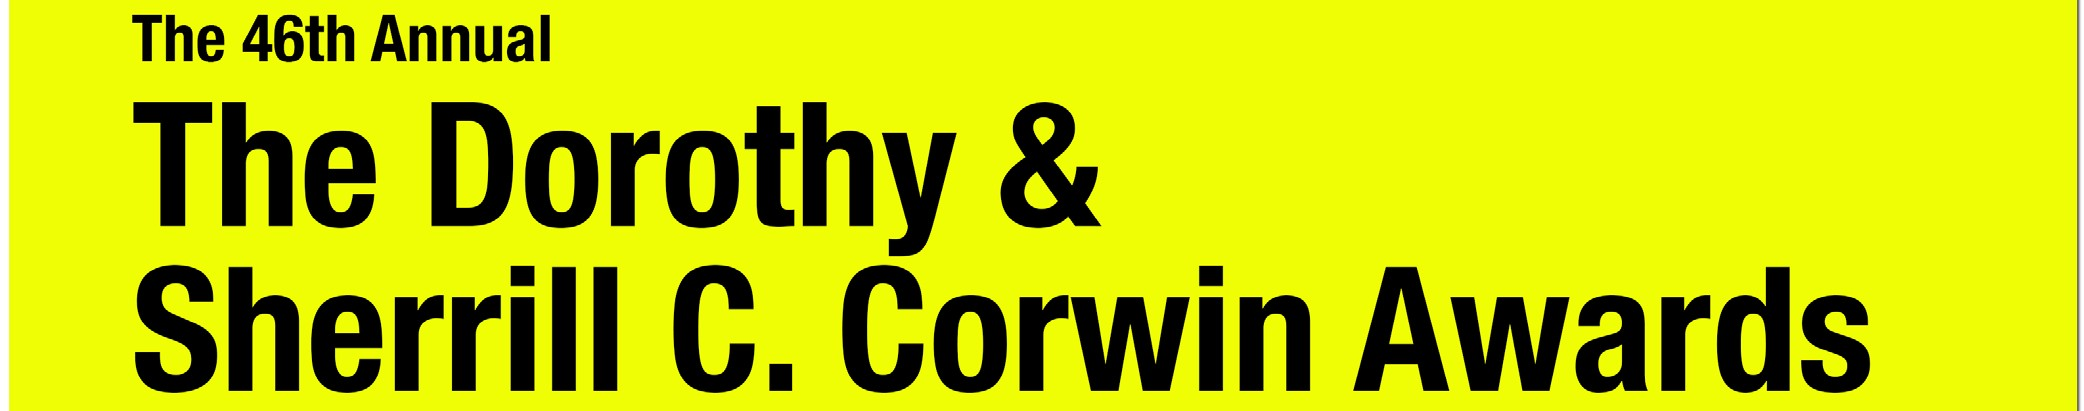 The 46th Annual
The Dorothy &
Sherrill C. Corwin Awards